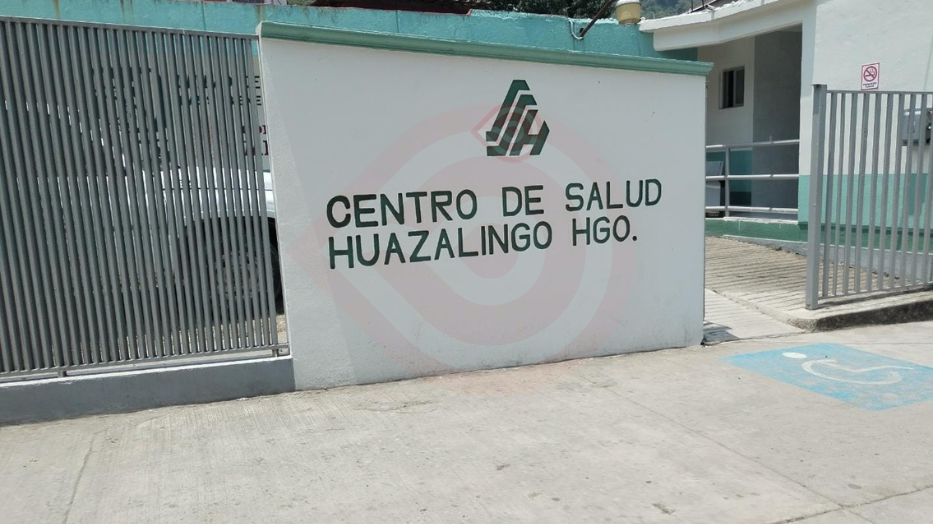 CENTRO DE SALUD
HUAZALINGO HGO.